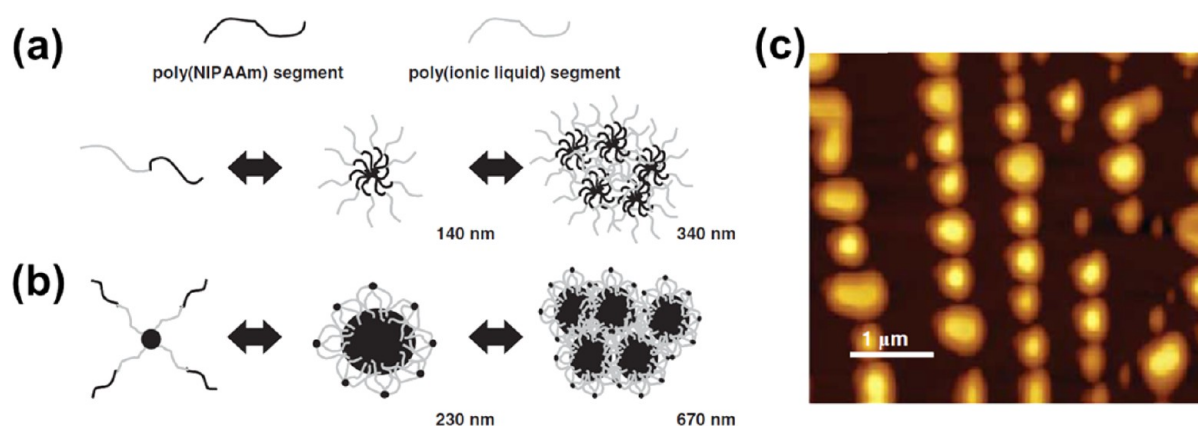 (a)
poly(NIPAAm) segment
poly(ionic liquid) segment
140 nm
340 nm
(b)
230 nm
670 nm
(c)
1 μm